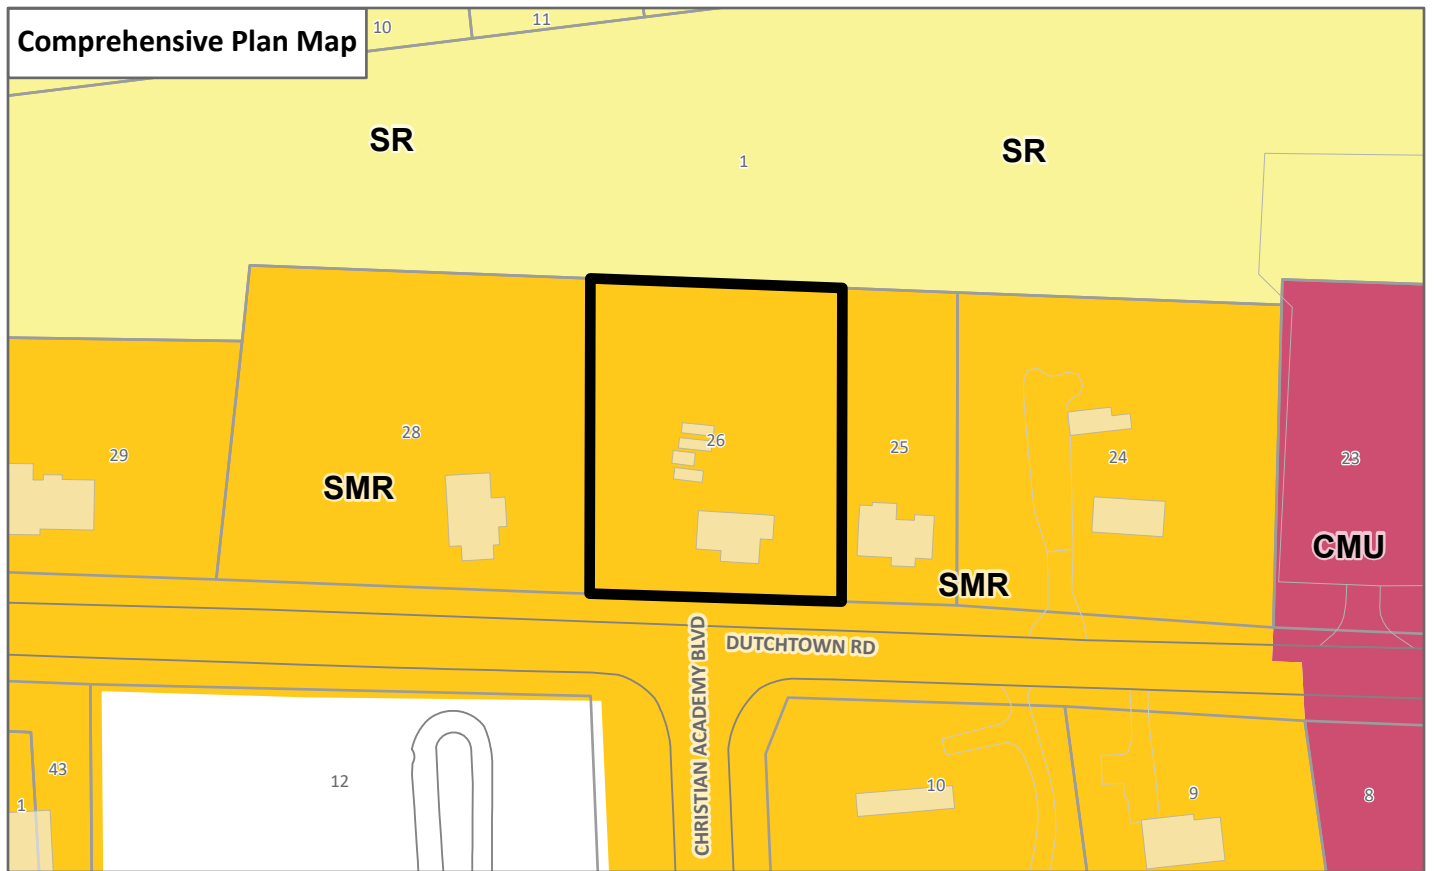 Comprehensive Plan Map
10
11
SR
SR
1
28
26
25
24
23
29
SMR
CMU
SMR
DUTCHTOWN RD
CHRISTIAN ACADEMY BLVD
43
12
10
9
8
1